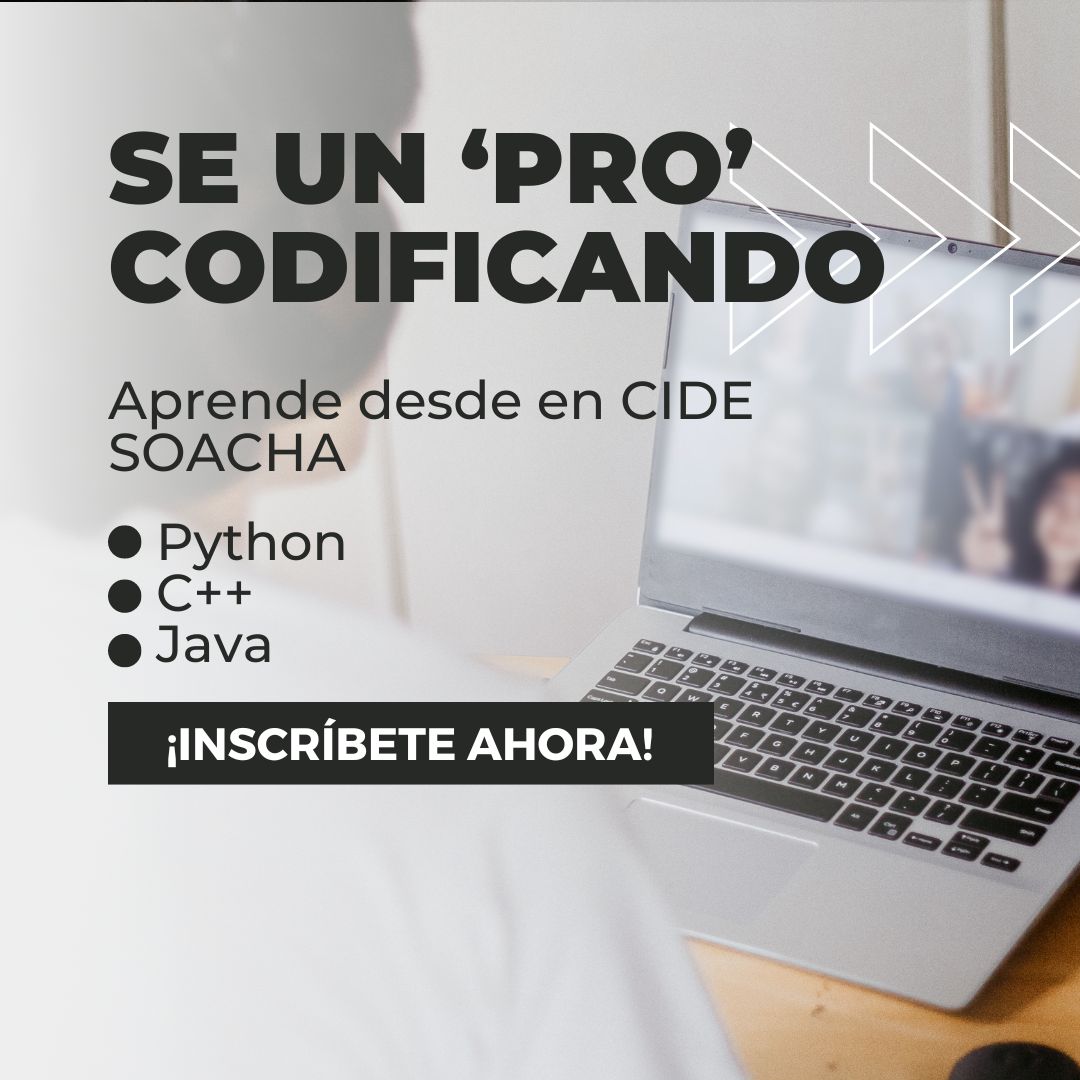 SE UN ‘PRO’
CODIFICANDO
Aprende desde en CIDE
SOACHA
Python
C++
Java
¡INSCRÍBETE AHORA!